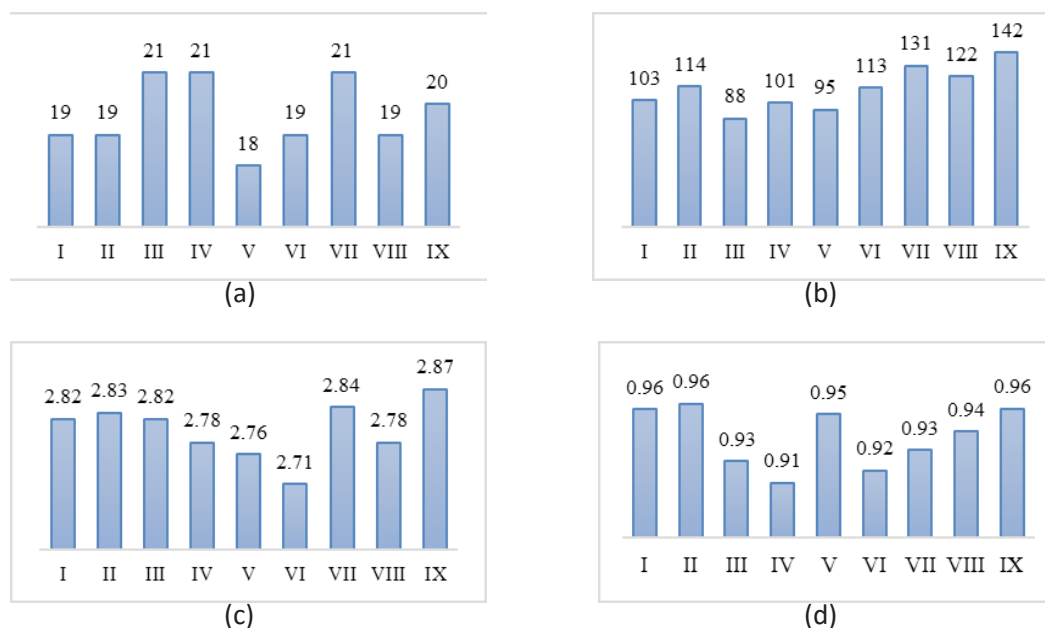 21 21 21
20
19 19 19 19
18
I II III IV V VI VII VIII IX
(a)
142
131
122
114 113
103 101
95
88
I II III IV V VI VII VIII IX
(b)
2.87
2.84
2.82 2.83 2.82
2.78 2.78
2.76
2.71
I II III IV V VI VII VIII IX
(c)
0.96 0.96 0.96
0.95
0.94
0.93 0.93
0.92
0.91
I II III IV V VI VII VIII IX
(d)